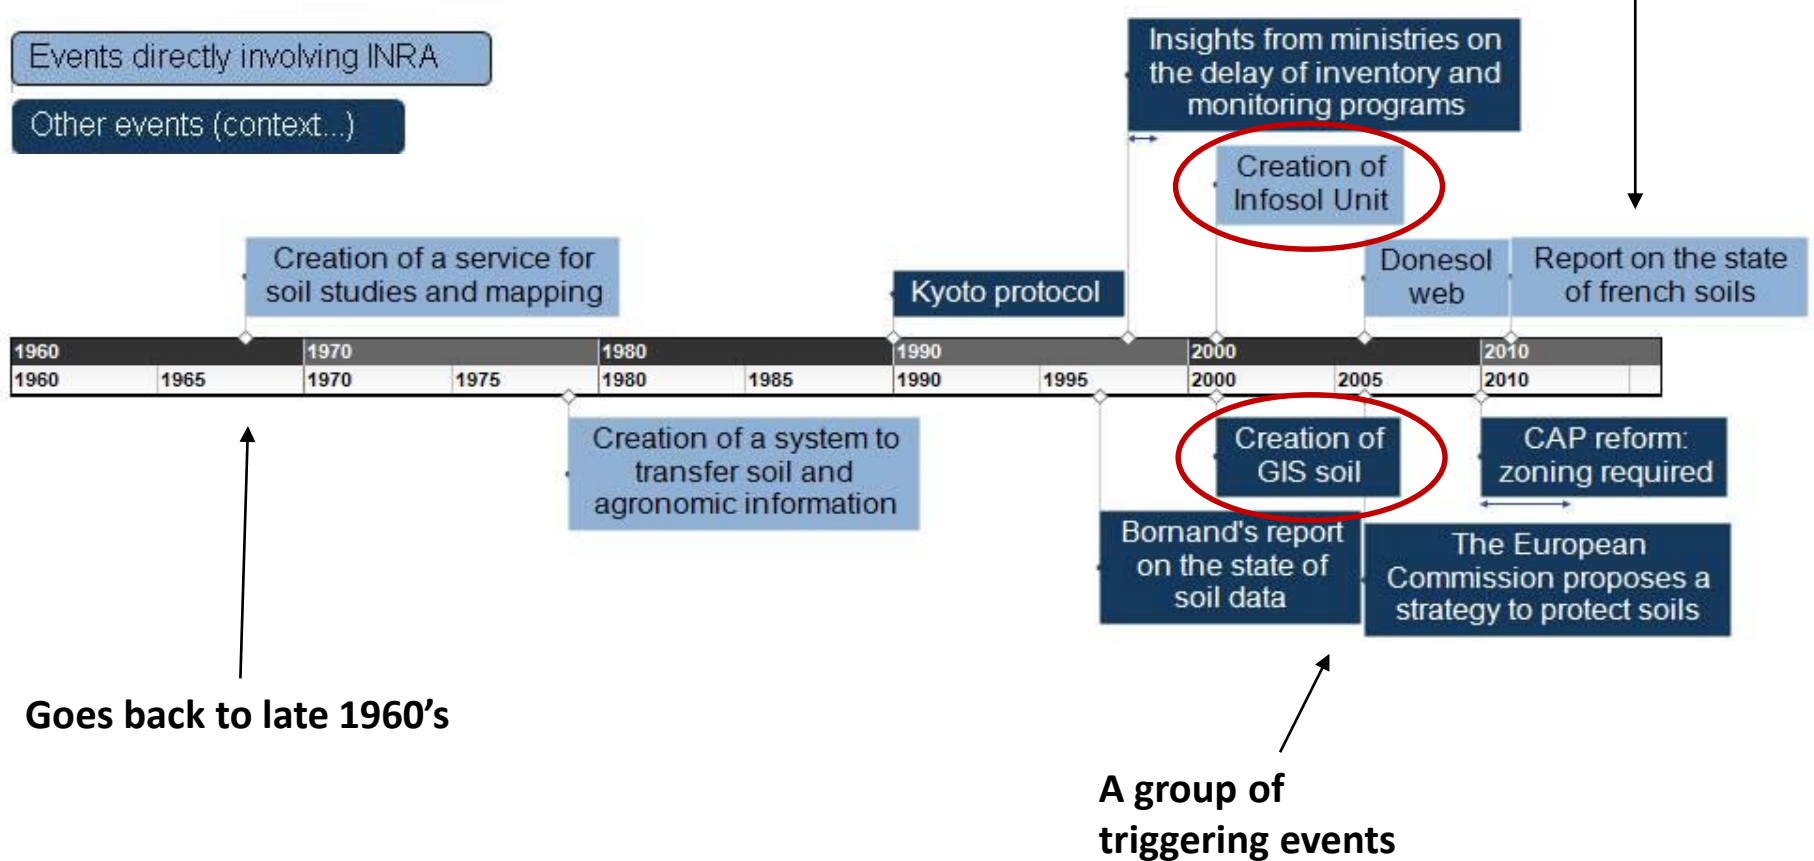 Events directly involving INRA
Other events (context...)
Insights from ministries on
the delay of inventory and
monitoring programs
Creation of
Infosol Unit
Creation of a service for
soil studies and mapping
Kyoto protocol
Donesol
web
Report on the state
of french soils
1960 1970 1980 1990 2000 2010
1960 1965 1970 1975 1980 1985 1990 1995 2000 2005 2010
Creation of a system to
transfer soil and
agronomic information
Creation of
GIS soil
CAP reform:
zoning required
Bornand's report
on the state of
soil data
The European
Commission proposes a
strategy to protect soils
Goes back to late 1960’s
A group of
triggering events